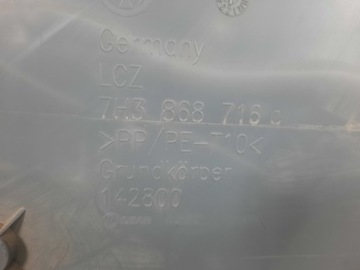 Germany
LCZ
7H3 868 716 c
>PP/PE-T10<
Grundkörper
142800